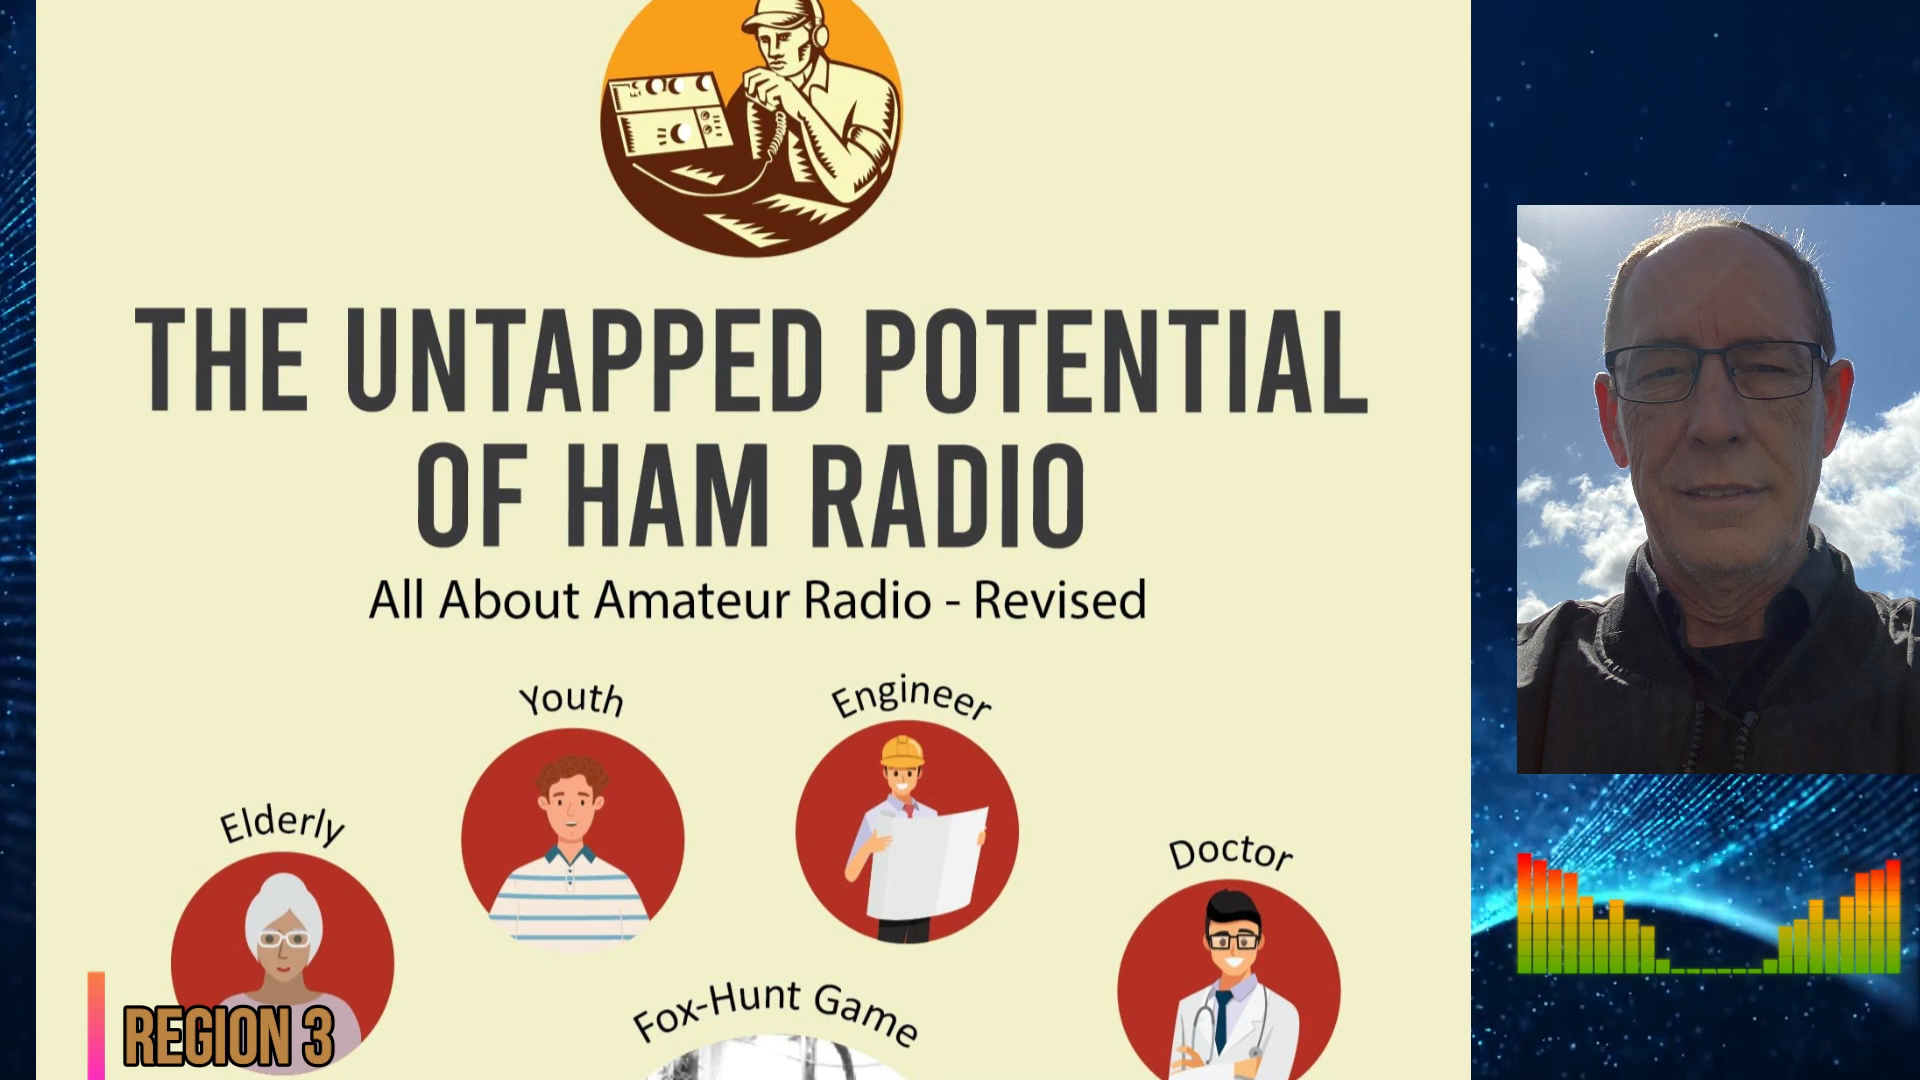 THE UNTAPPED POTENTIAL
OF HAM RADIO
All About Amateur Radio - Revised
Youth
Engineer
Elderly
Doctor
Fox-Hunt Game
REGION 3